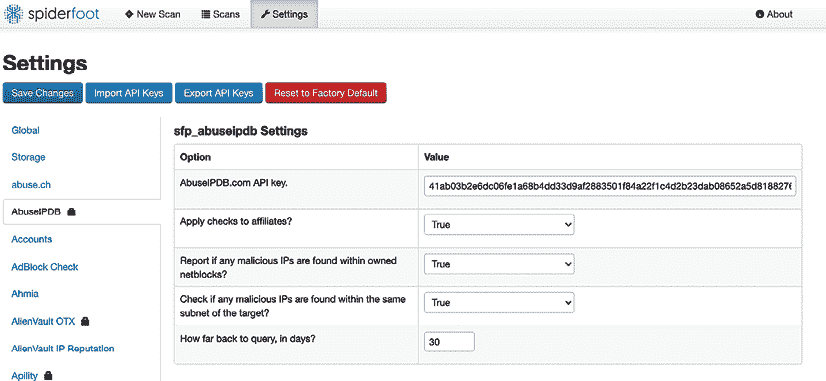 spiderfoot New Scan Scans Settings About
Settings
Save Changes Import API Keys Export API Keys Reset to Factory Default
Global
Storage
abuse.ch
AbuseIPDB
Accounts
AdBlock Check
Ahmia
AlienVault OTX
AlienVault IP Reputation
Apility
sfp_abuseipdb Settings
Option Value
AbuseIPDB.com API key. 41ab03b2e6dc06fe1a68b4dd33d9af2883501f84a22f1c4d2b23dab08652a5d8188276
Apply checks to affiliates? True
Report if any malicious IPs are found within owned
netblocks? True
Check if any malicious IPs are found within the same
subnet of the target? True
How far back to query, in days? 30